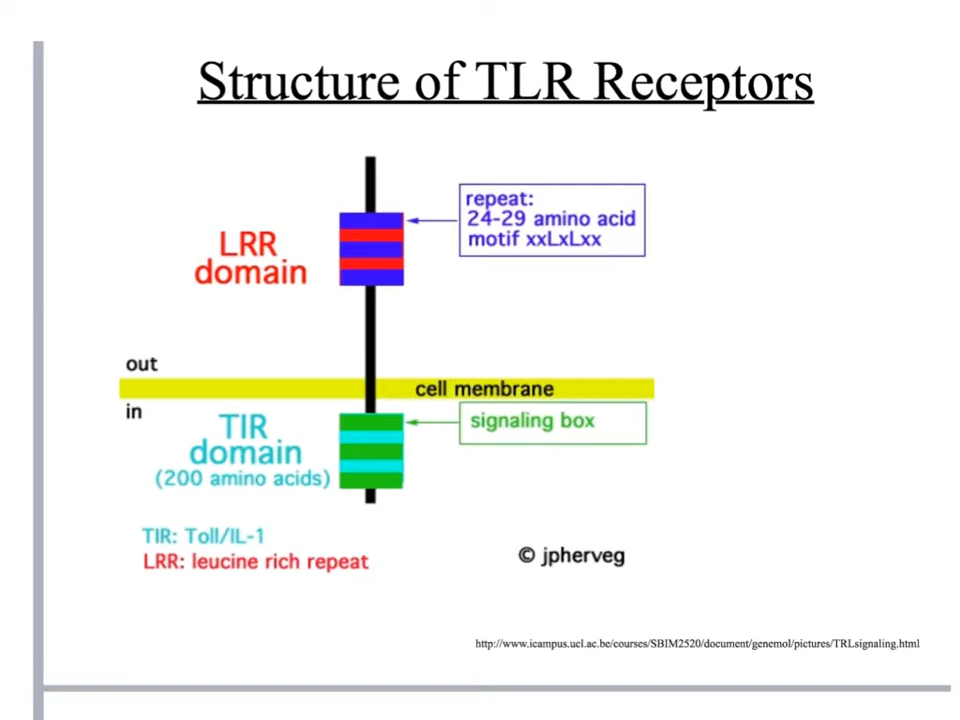 Structure of TLR Receptors
repeat:
24-29 amino acid
motif xxLxLxx
LRR
domain
out
cell membrane
in
TIR
domain
(200 amino acids)
signaling box
TIR: Toll/IL-1
LRR: leucine rich repeat
© jpherveg
http://www.icampus.ucl.ac.be/courses/SBIM2520/document/genemol/pictures/TRLsignaling.html